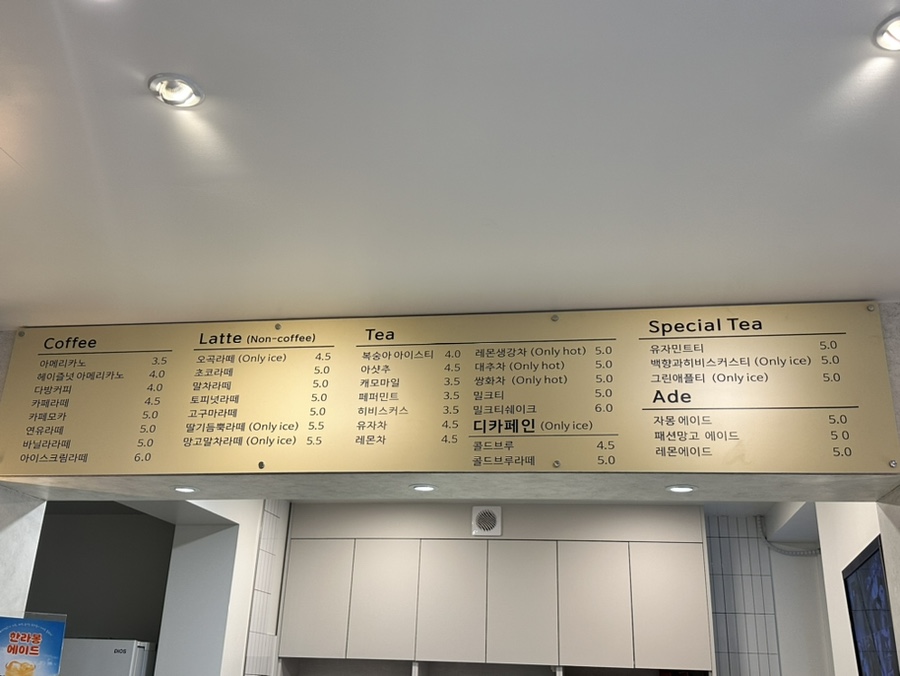 Coffee
아메리카노 3.5
헤이즐넛 아메리카노 4.0
다방커피 4.0
카페라떼 4.5
카페모카 5.0
연유라떼 5.0
바닐라라떼 5.0
아이스크림라떼 6.0
Latte (Non-coffee)
오곡라떼 (Only ice) 4.5
초코라떼 5.0
말차라떼 5.0
토피넛라떼 5.0
고구마라떼 5.0
딸기듬뿍라떼 (Only ice) 5.5
망고말차라떼 (Only ice) 5.5
Tea
복숭아 아이스티 4.0
아샷추 4.5
캐모마일 3.5
페퍼민트 3.5
히비스커스 3.5
유자차 4.5
레몬차 4.5
레몬생강차 (Only hot) 5.0
대추차 (Only hot) 5.0
쌍화차 (Only hot) 5.0
밀크티 5.0
밀크티쉐이크 6.0
디카페인 (Only ice)
콜드브루 4.5
콜드브루라떼 5.0
Special Tea
유자민트티 5.0
백향과히비스커스티 (Only ice) 5.0
그린애플티 (Only ice) 5.0
Ade
자몽 에이드 5.0
패션망고 에이드 5 0
레몬에이드 5.0
한라봉
에이드
DIOS